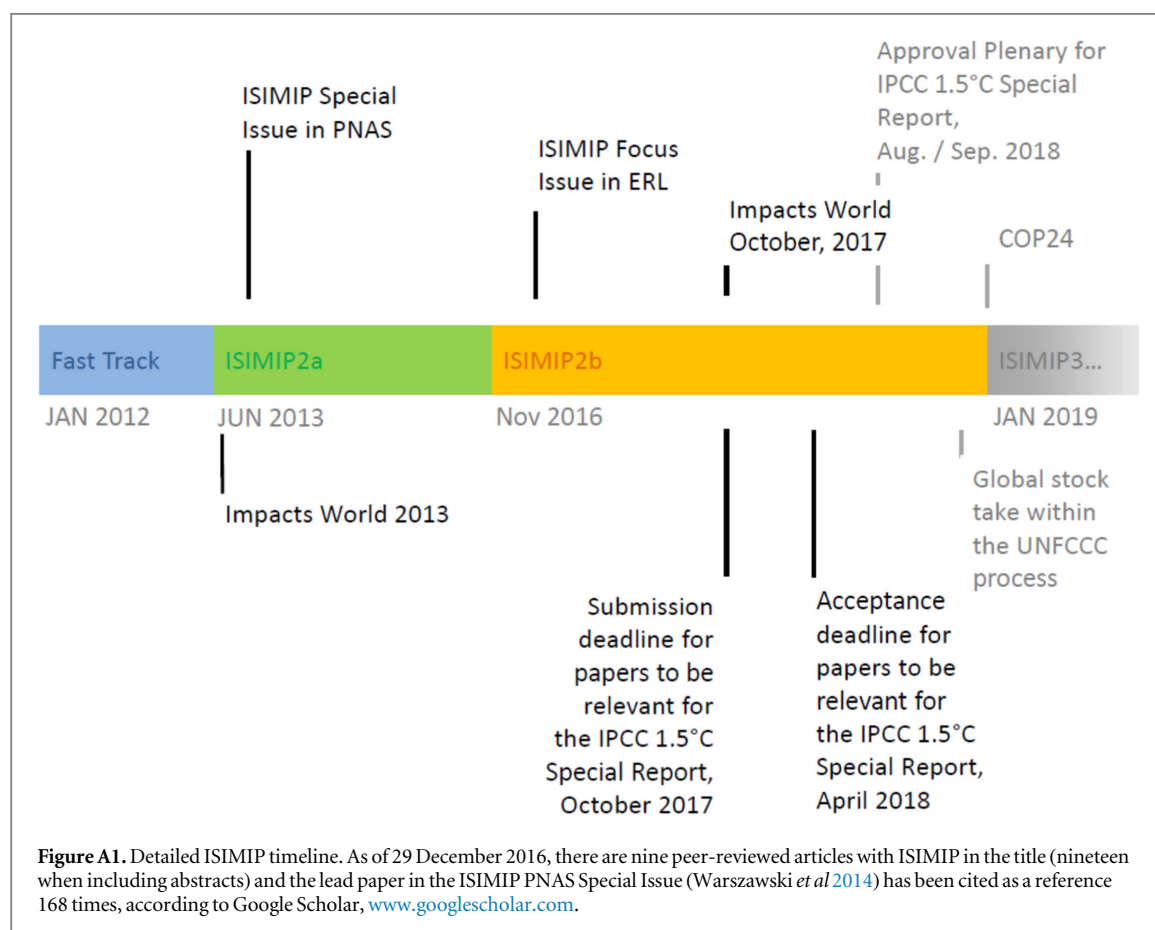 ISIMIP Special
Issue in PNAS
ISIMIP Focus
Issue in ERL
Impacts World
October, 2017
Approval Plenary for
IPCC 1.5°C Special
Report,
Aug. / Sep. 2018
COP24
Fast Track
ISIMIP2a
ISIMIP2b
ISIMIP3...
JAN 2012
JUN 2013
Nov 2016
JAN 2019
Impacts World 2013
Submission
deadline for
papers to be
relevant for
the IPCC 1.5°C
Special Report,
October 2017
Acceptance
deadline for
papers to be
relevant for
the IPCC 1.5°C
Special Report,
April 2018
Global stock
take within
the UNFCCC
process
Figure A1. Detailed ISIMIP timeline. As of 29 December 2016, there are nine peer-reviewed articles with ISIMIP in the title (nineteen
when including abstracts) and the lead paper in the ISIMIP PNAS Special Issue (Warszawski et al 2014) has been cited as a reference
168 times, according to Google Scholar, www.googlescholar.com.